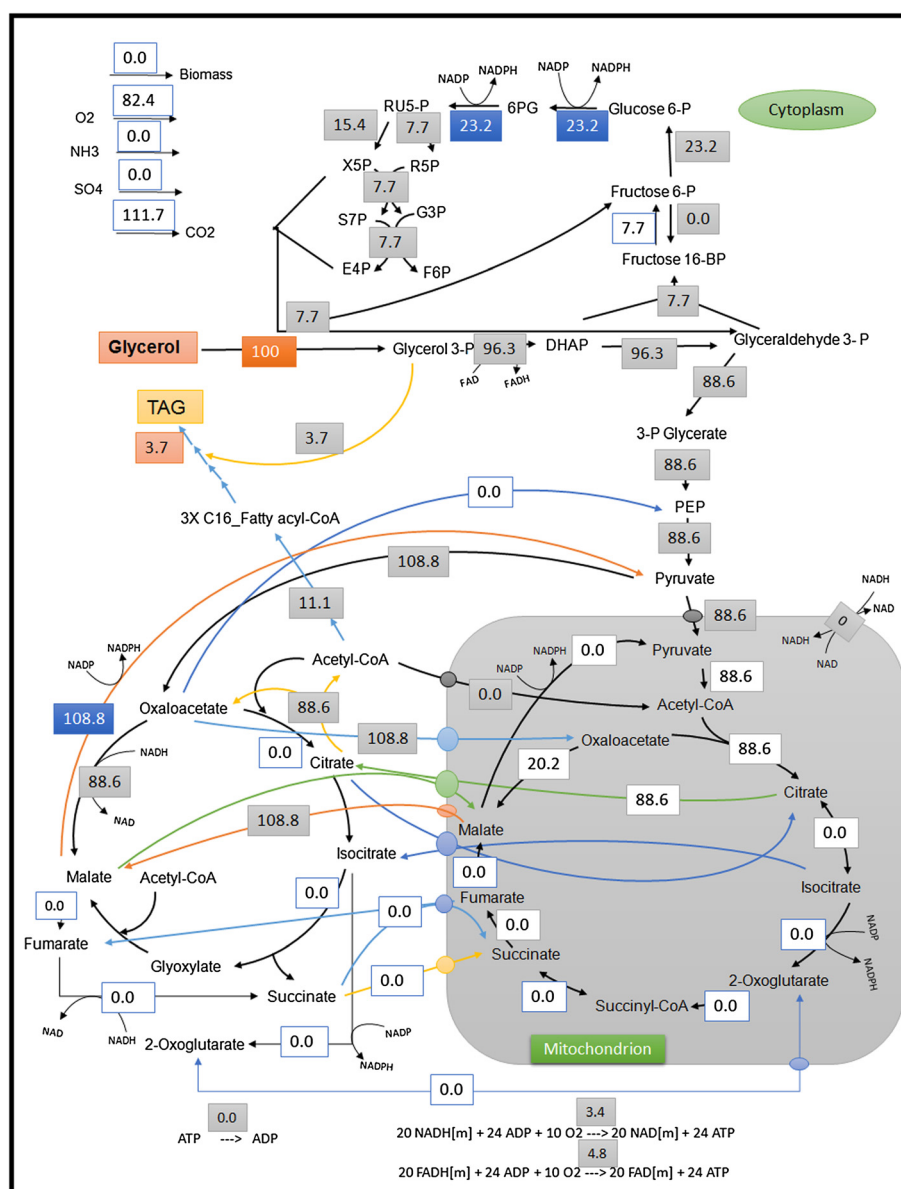 0.0
Biomass
82.4
O2
0.0
NH3
0.0
SO4
111.7
CO2
NADP NADPH NADP NADPH
RU5-P 6PG Glucose 6-P
15.4 7.7 23.2 23.2
Cytoplasm
23.2
X5P R5P
7.7
Fructose 6-P
S7P G3P
7.7
7.7 0.0
E4P F6P
Fructose 16-BP
7.7
7.7
Glycerol 100 Glycerol 3-P 96.3 DHAP 96.3 Glyceraldehyde 3- P
FAD FADH
88.6
TAG
3.7
3.7
3-P Glycerate
88.6
0.0
PEP
3X C16_Fatty acyl-CoA
88.6
108.8
Pyruvate
11.1
88.6
NADH
NAD
0
NADH
NAD
NADP NADPH
Acetyl-CoA
NADP NADPH
0.0
Pyruvate
88.6
0.0
Acetyl-CoA
108.8
Oxaloacetate
88.6
108.8
Oxaloacetate
0.0
Citrate
20.2
88.6
NADH
88.6
NAD
88.6
Citrate
108.8
Malate
0.0
Isocitrate
0.0
Malate
Acetyl-CoA
0.0
Isocitrate
0.0
Fumarate
0.0
0.0
Fumarate
0.0
Succinate
0.0
NADP
NADPH
Glyoxylate
0.0
Succinate
0.0
2-Oxoglutarate
0.0
Succinyl-CoA
0.0
NAD NADH
2-Oxoglutarate
0.0
NADP
NADPH
Mitochondrion
0.0
0.0
ATP ---> ADP
3.4
20 NADH[m] + 24 ADP + 10 O2 ---> 20 NAD[m] + 24 ATP
4.8
20 FADH[m] + 24 ADP + 10 O2 ---> 20 FAD[m] + 24 ATP